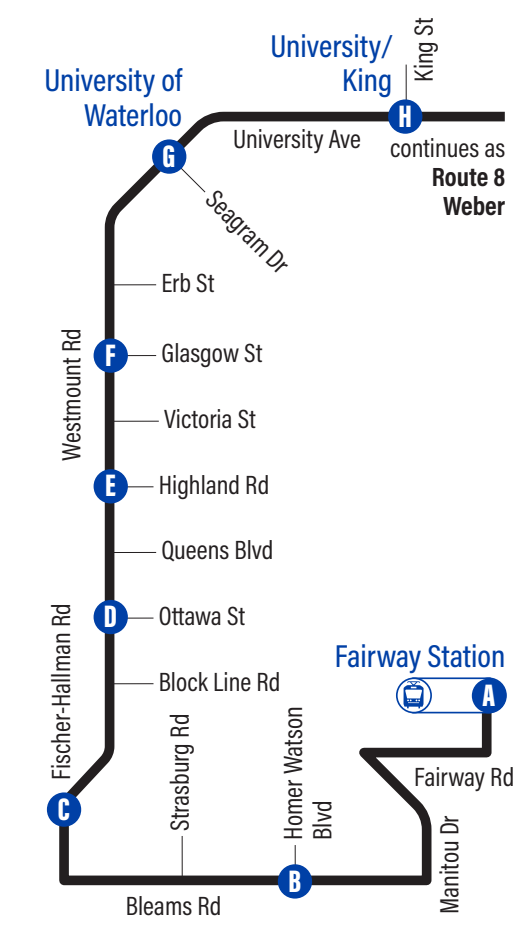 University/
King
King St
University of
Waterloo
H
University Ave
continues as
Route 8
Weber
G
Seagram Dr
Erb St
Westmount Rd
F
Glasgow St
Victoria St
E
Highland Rd
Queens Blvd
Fischer-Hallman Rd
D
Ottawa St
Fairway Station
Block Line Rd
A
Strasburg Rd
Homer Watson
Blvd
Fairway Rd
C
Manitou Dr
B
Bleams Rd